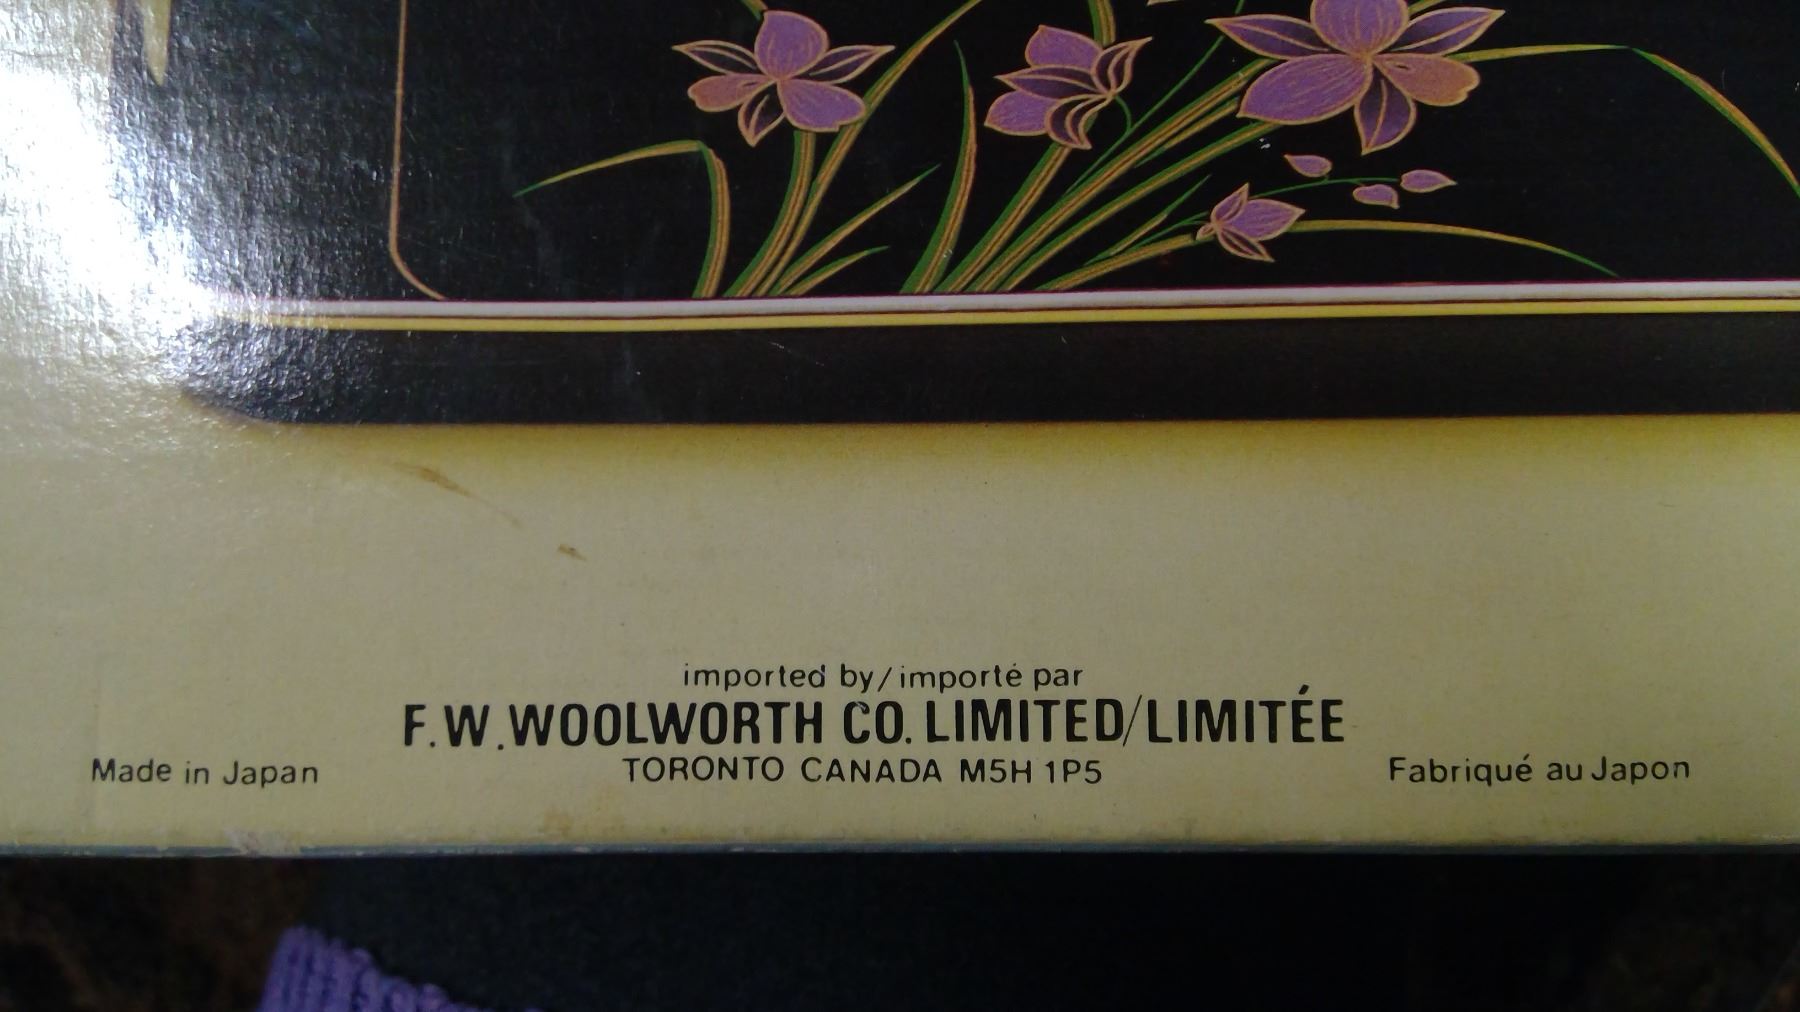 imported by/importé par
F.W.WOOLWORTH CO. LIMITED/LIMITÉE
Made in Japan
TORONTO CANADA M5H 1P5
Fabriqué au Japon